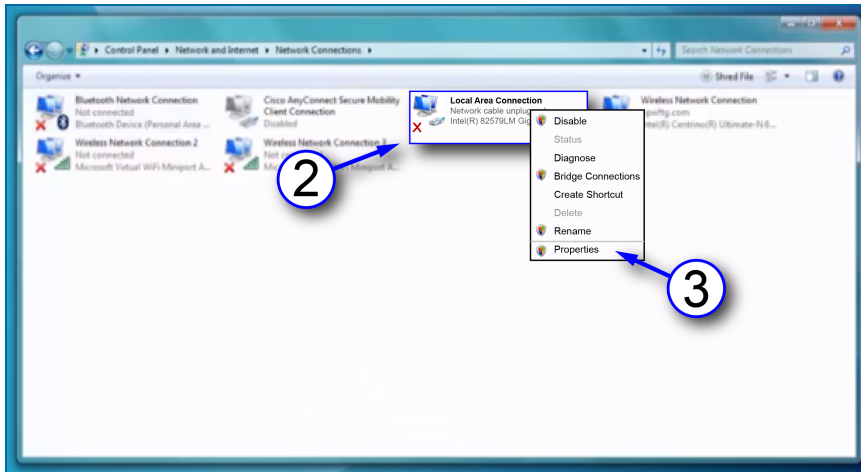 Control Panel ▸ Network and Internet ▸ Network Connections ▸
Search Network Connections
Organize
Shred File
Bluetooth Network Connection
Not connected
Bluetooth Device (Personal Area ...
Cisco AnyConnect Secure Mobility
Client Connection
Disabled
Local Area Connection
Network cable unplug
Intel(R) 82579LM Gig
Wireless Network Connection
Intel(R) Centrino(R) Ultimate-N 6...
Wireless Network Connection 2
Not connected
Microsoft Virtual WiFi Miniport A...
Wireless Network Connection 3
Not
Miniport A...
Disable
Status
Diagnose
Bridge Connections
Create Shortcut
Delete
Rename
Properties
2
3